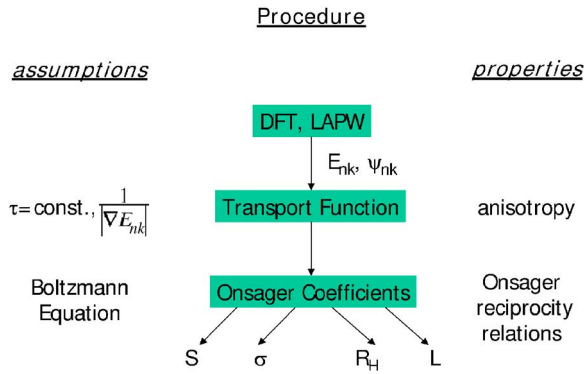 Procedure
assumptions
properties
DFT, LAPW
E_nk, ψ_nk
τ=const., 1/|∇E_nk|
Transport Function
anisotropy
Boltzmann
Equation
Onsager Coefficients
Onsager
reciprocity
relations
S σ R_H L